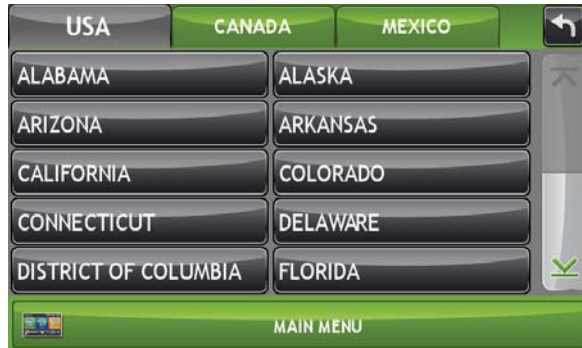 USA CANADA MEXICO
ALABAMA ALASKA
ARIZONA ARKANSAS
CALIFORNIA COLORADO
CONNECTICUT DELAWARE
DISTRICT OF COLUMBIA FLORIDA
MAIN MENU